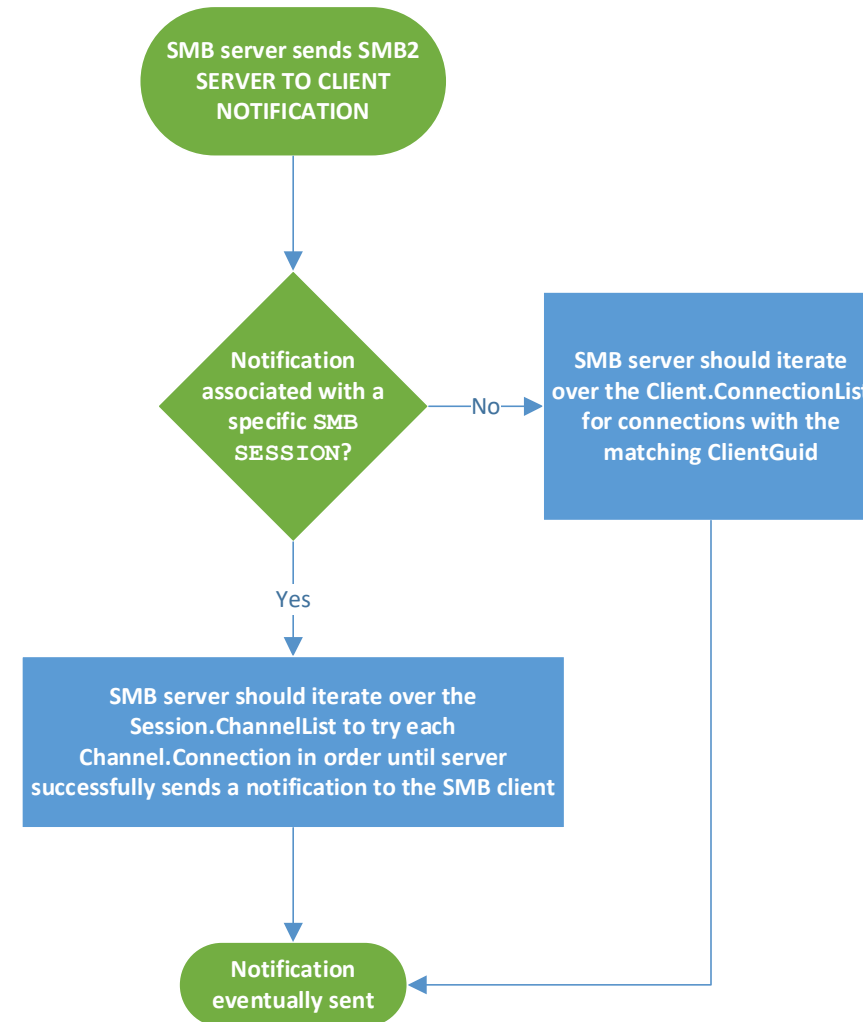 SMB server sends SMB2
SERVER TO CLIENT
NOTIFICATION
Notification
associated with a
specific SMB
SESSION?
No
SMB server should iterate
over the Client.ConnectionList
for connections with the
matching ClientGuid
Yes
SMB server should iterate over the
Session.ChannelList to try each
Channel.Connection in order until server
successfully sends a notification to the SMB client
Notification
eventually sent